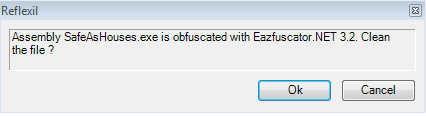 Reflexil
Assembly SafeAsHouses.exe is obfuscated with Eazfuscator.NET 3.2. Clean
the file ?
Ok
Cancel